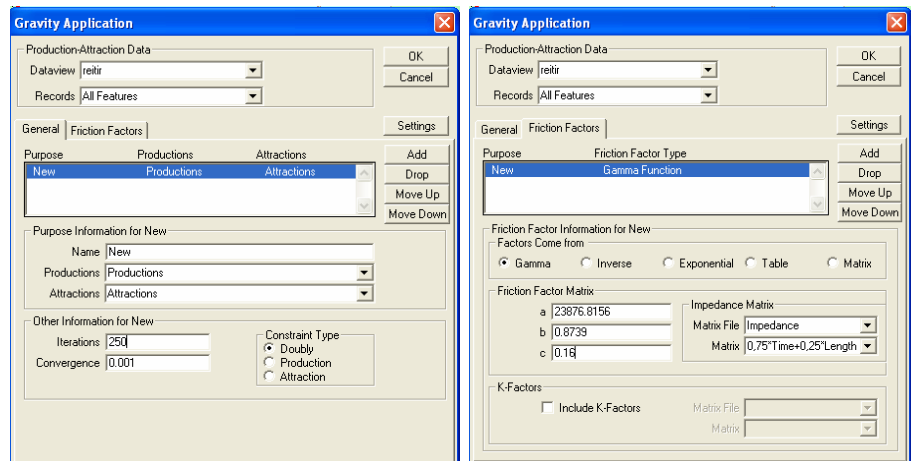 Gravity Application
Production-Attraction Data
Dataview reitir
Records All Features
OK
Cancel
General Friction Factors
Settings
Purpose Productions Attractions
New Productions Attractions
Add
Drop
Move Up
Move Down
Purpose Information for New
Name New
Productions Productions
Attractions Attractions
Other Information for New
Iterations 250
Convergence 0.001
Constraint Type
Doubly
Production
Attraction
Gravity Application
Production-Attraction Data
Dataview reitir
Records All Features
OK
Cancel
General Friction Factors
Settings
Purpose Friction Factor Type
New Gamma Function
Add
Drop
Move Up
Move Down
Friction Factor Information for New
Factors Come from
Gamma Inverse Exponential Table Matrix
Friction Factor Matrix
a 23876.8156
b 0.8739
c 0.16
Impedance Matrix
Matrix File Impedance
Matrix 0,75*Time+0,25*Length
K-Factors
Include K-Factors
Matrix File
Matrix